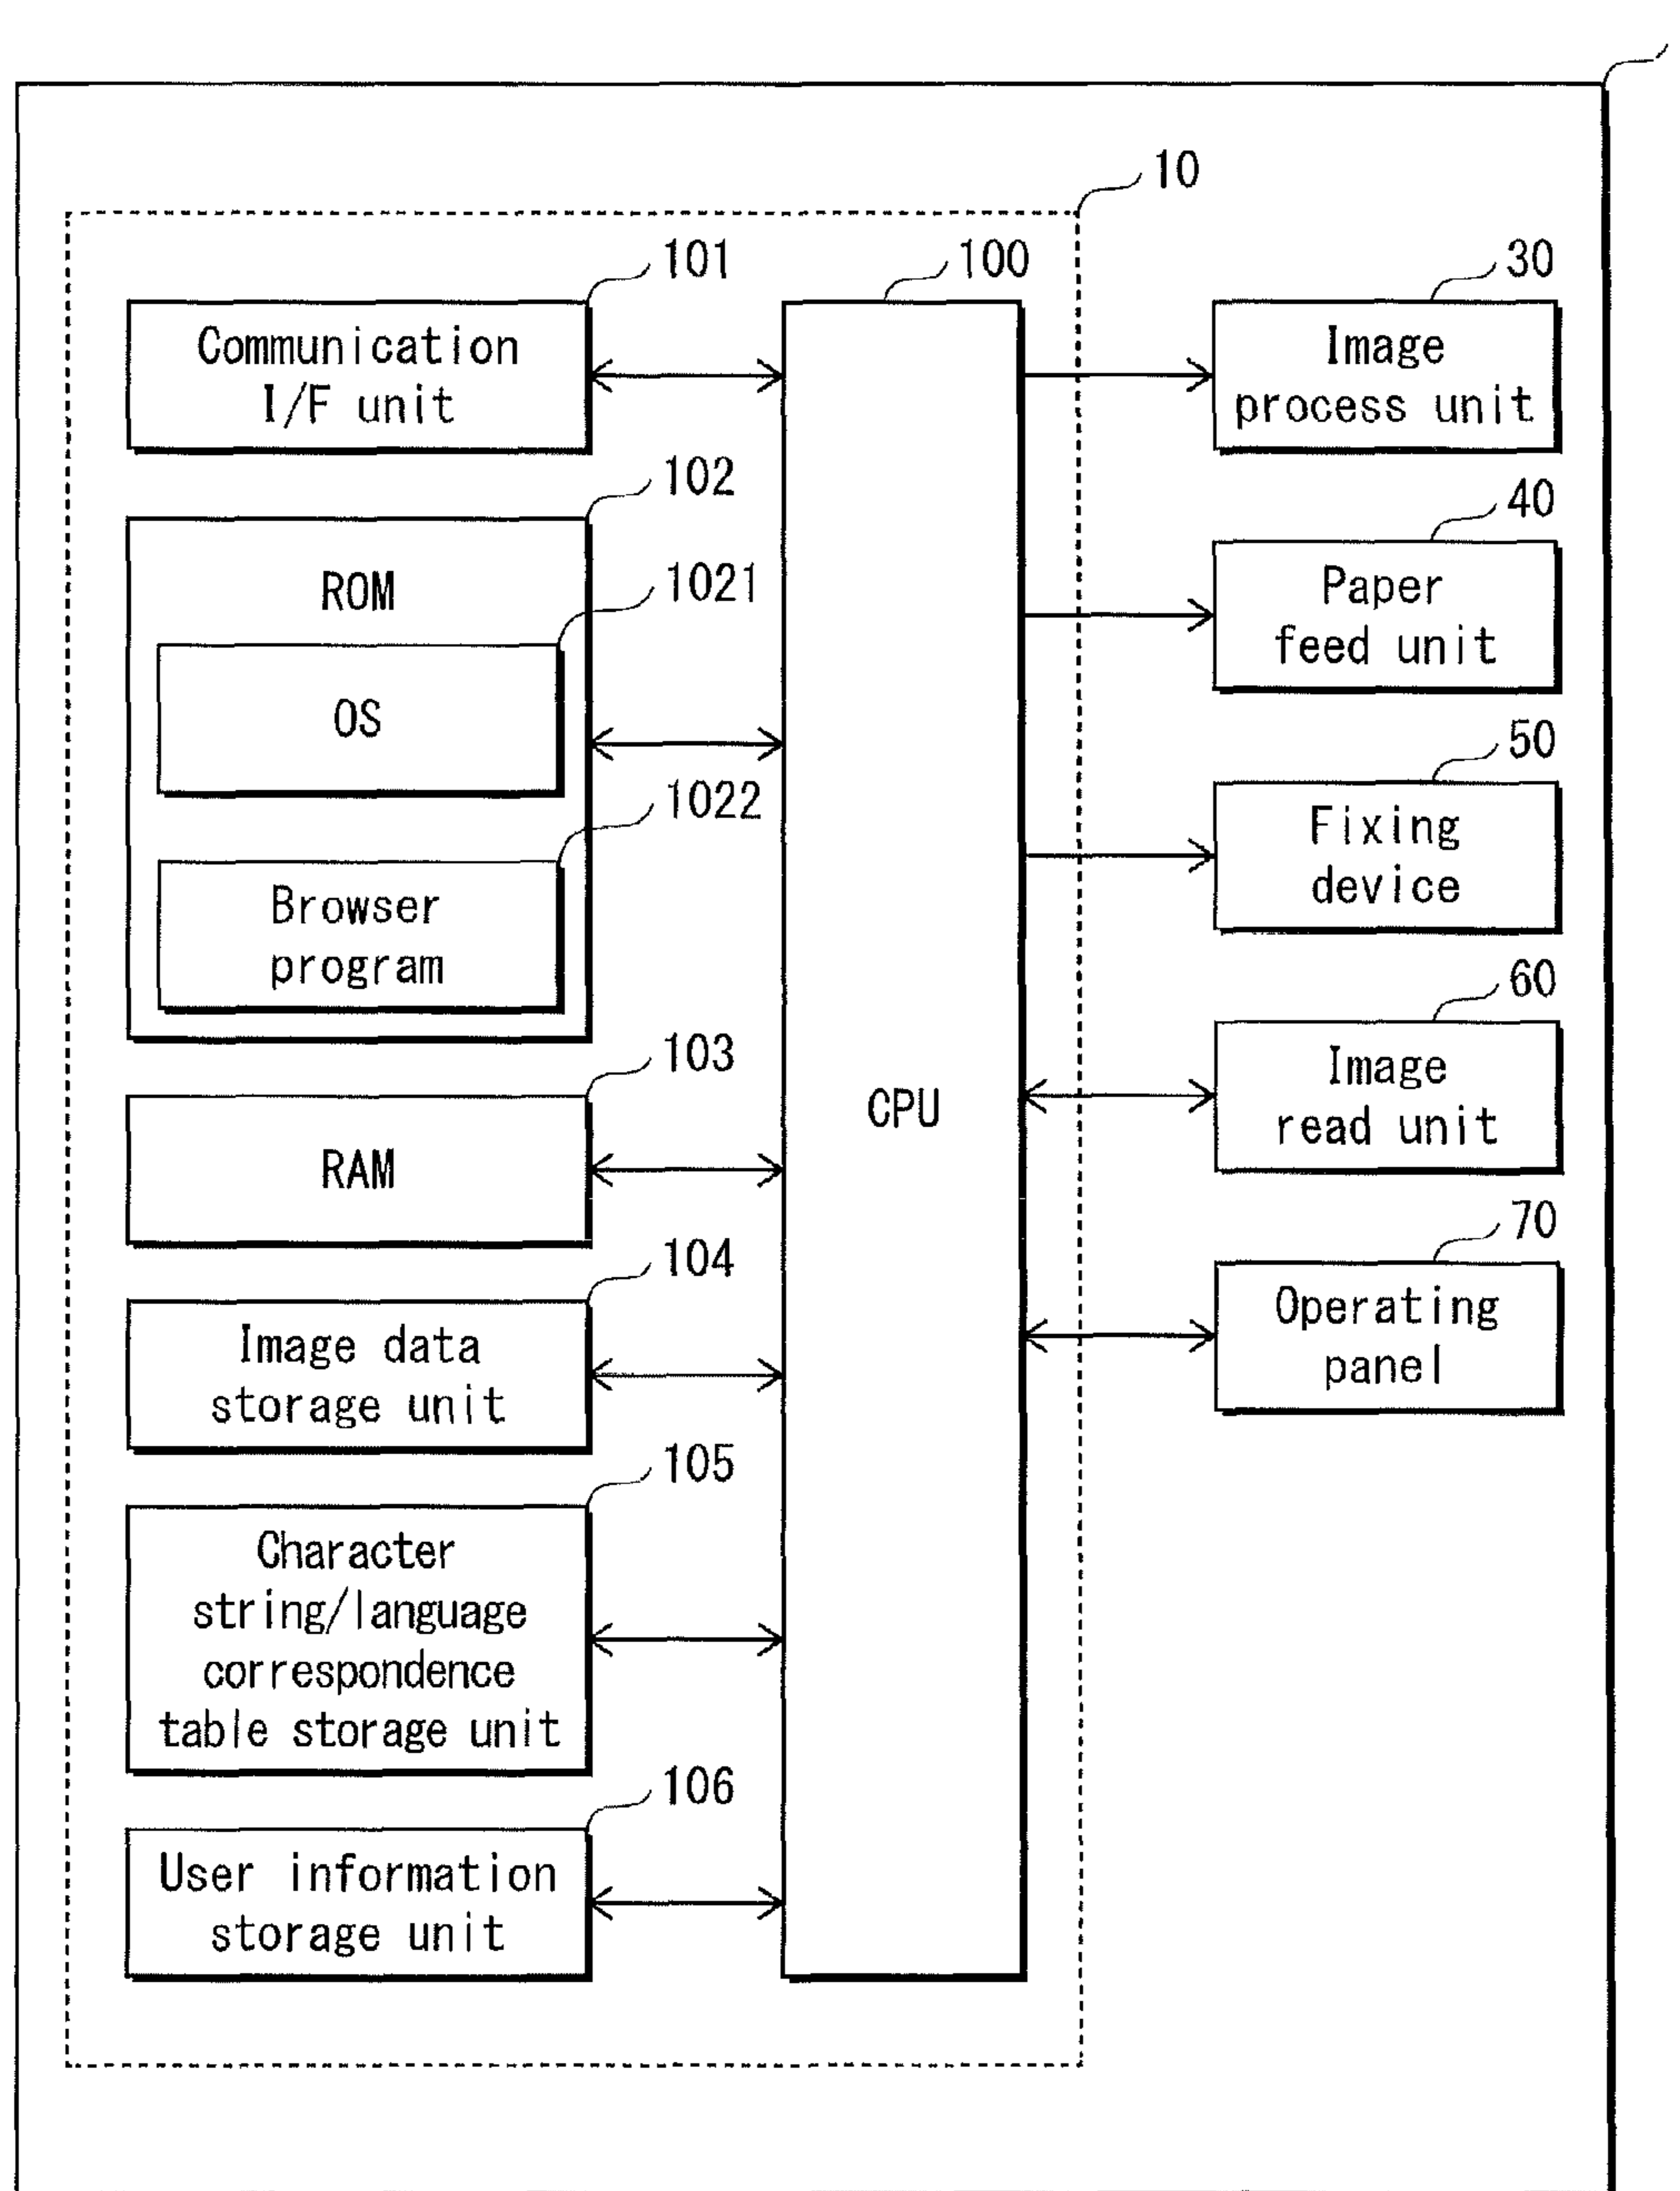 10
101
Communication
I/F unit
102
ROM
1021
OS
1022
Browser
program
103
RAM
104
Image data
storage unit
105
Character
string/language
correspondence
table storage unit
106
User information
storage unit
100
CPU
30
Image
process unit
40
Paper
feed unit
50
Fixing
device
60
Image
read unit
70
Operating
panel